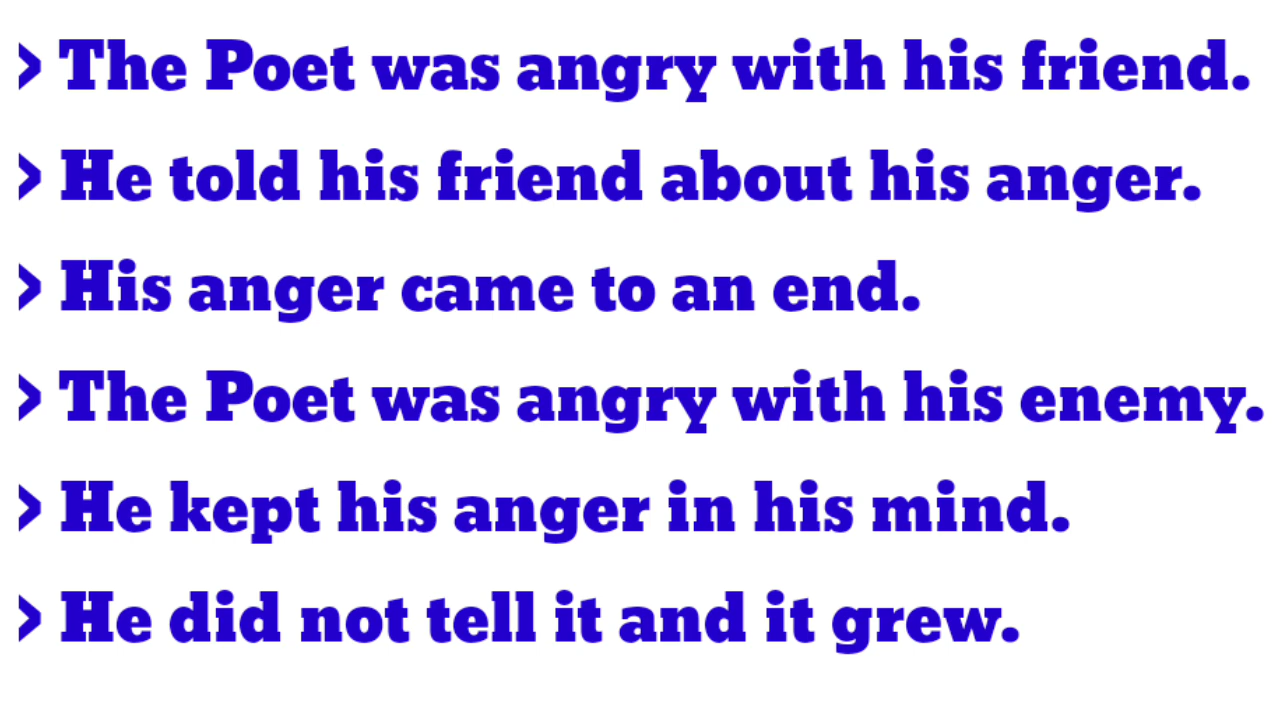 › The Poet was angry with his friend.
› He told his friend about his anger.
› His anger came to an end.
› The Poet was angry with his enemy.
› He kept his anger in his mind.
› He did not tell it and it grew.